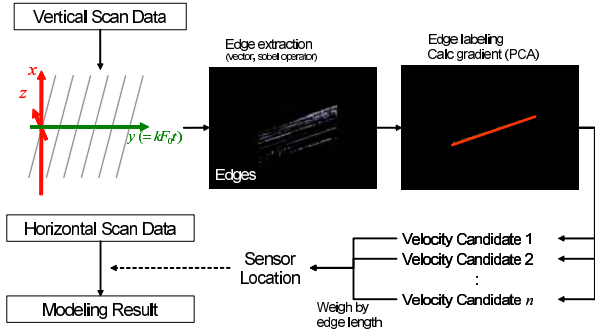 Vertical Scan Data
x
z
y (= kF₀t)
Edge extraction
(vector, sobel operator)
Edges
Edge labeling
Calc gradient (PCA)
Horizontal Scan Data
Modeling Result
Sensor
Location
Velocity Candidate 1
Velocity Candidate 2
:
Velocity Candidate n
Weigh by
edge length